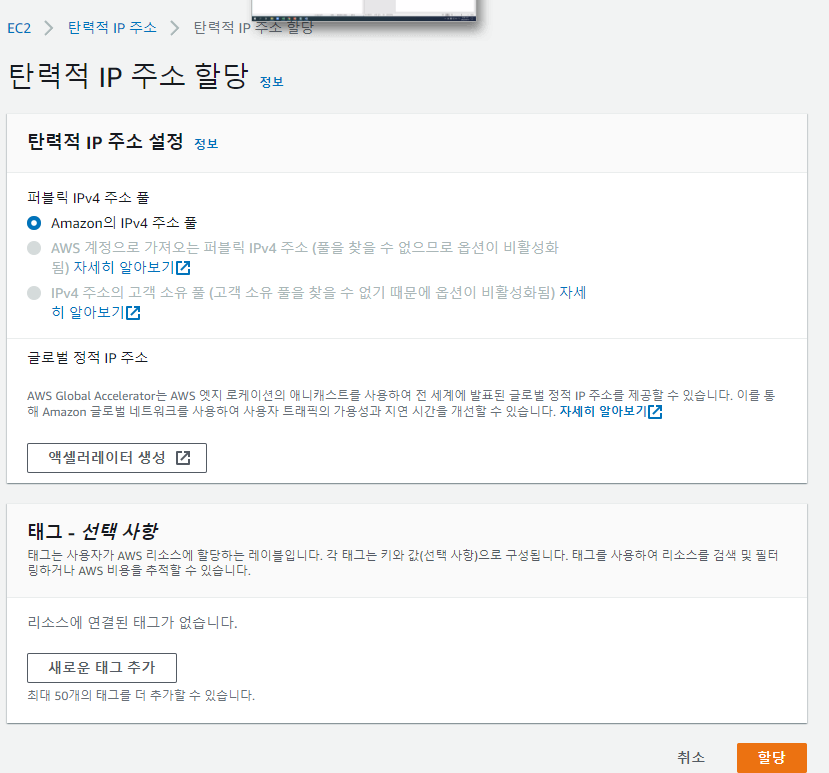 EC2 > 탄력적 IP 주소 > 탄력적 IP 주소 할당
탄력적 IP 주소 할당 정보
탄력적 IP 주소 설정 정보
퍼블릭 IPv4 주소 풀
Amazon의 IPv4 주소 풀
AWS 계정으로 가져오는 퍼블릭 IPv4 주소 (풀을 찾을 수 없으므로 옵션이 비활성화
됨) 자세히 알아보기
IPv4 주소의 고객 소유 풀 (고객 소유 풀을 찾을 수 없기 때문에 옵션이 비활성화됨) 자세
히 알아보기
글로벌 정적 IP 주소
AWS Global Accelerator는 AWS 엣지 로케이션의 애니캐스트를 사용하여 전 세계에 발표된 글로벌 정적 IP 주소를 제공할 수 있습니다. 이를 통
해 Amazon 글로벌 네트워크를 사용하여 사용자 트래픽의 가용성과 지연 시간을 개선할 수 있습니다. 자세히 알아보기
액셀러레이터 생성
태그 - 선택 사항
태그는 사용자가 AWS 리소스에 할당하는 레이블입니다. 각 태그는 키와 값(선택 사항)으로 구성됩니다. 태그를 사용하여 리소스를 검색 및 필터
링하거나 AWS 비용을 추적할 수 있습니다.
리소스에 연결된 태그가 없습니다.
새로운 태그 추가
최대 50개의 태그를 더 추가할 수 있습니다.
취소 할당